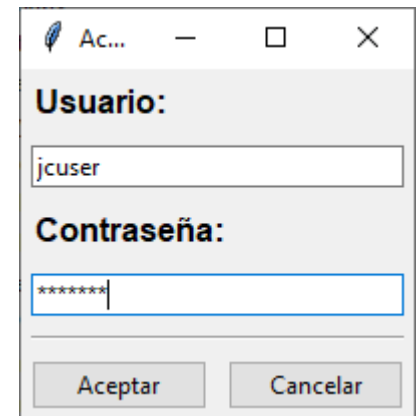 Ac...
Usuario:
jcuser
Contraseña:
*******
Aceptar Cancelar